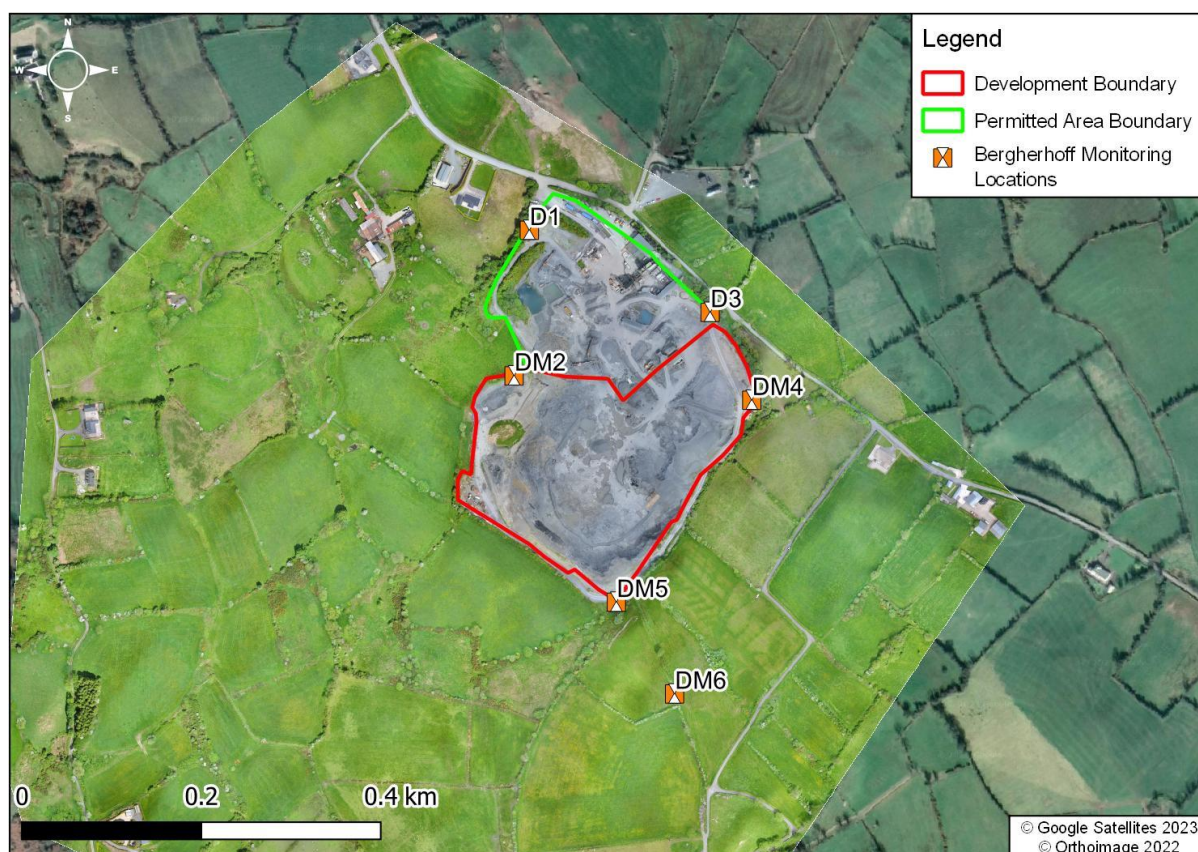 N
W E
S
Legend
Development Boundary
Permitted Area Boundary
Bergherhoff Monitoring
Locations
D1
D3
DM2
DM4
DM5
DM6
0 0.2 0.4 km
© Google Satellites 2023
© Orthoimage 2022